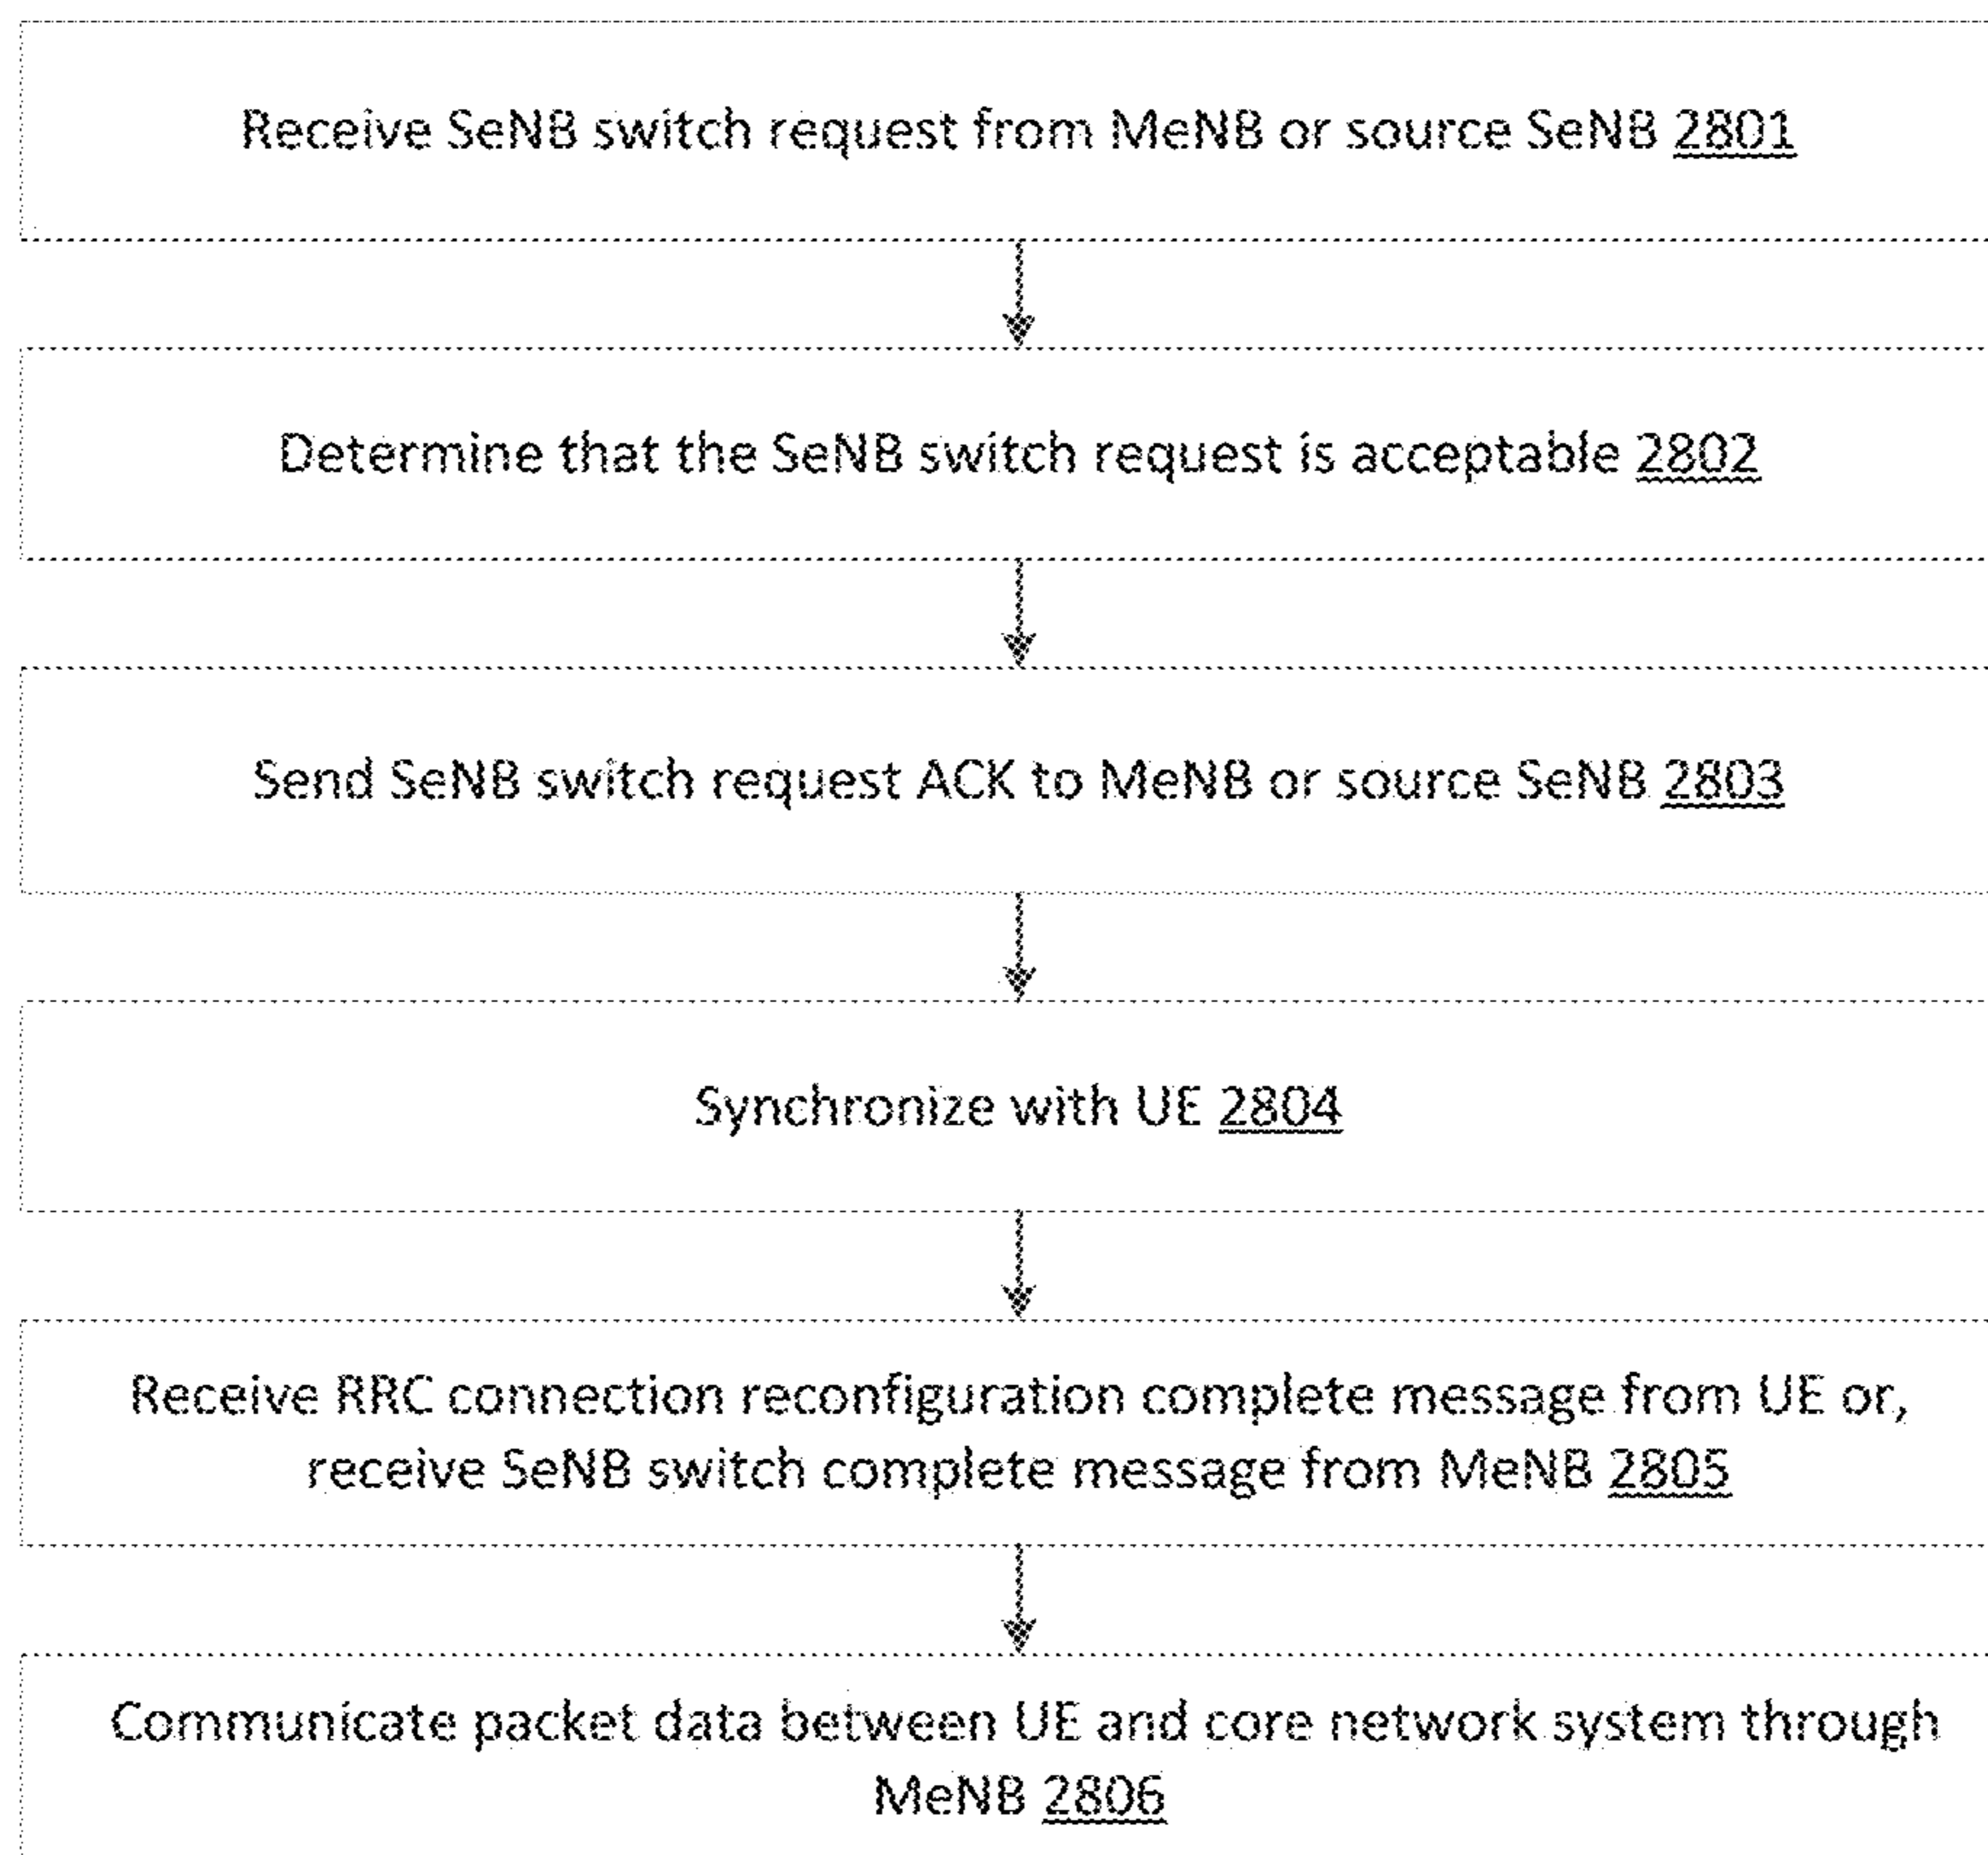 Receive SeNB switch request from MeNB or source SeNB 2801
Determine that the SeNB switch request is acceptable 2802
Send SeNB switch request ACK to MeNB or source SeNB 2803
Synchronize with UE 2804
Receive RRC connection reconfiguration complete message from UE or,
receive SeNB switch complete message from MeNB 2805
Communicate packet data between UE and core network system through
MeNB 2806